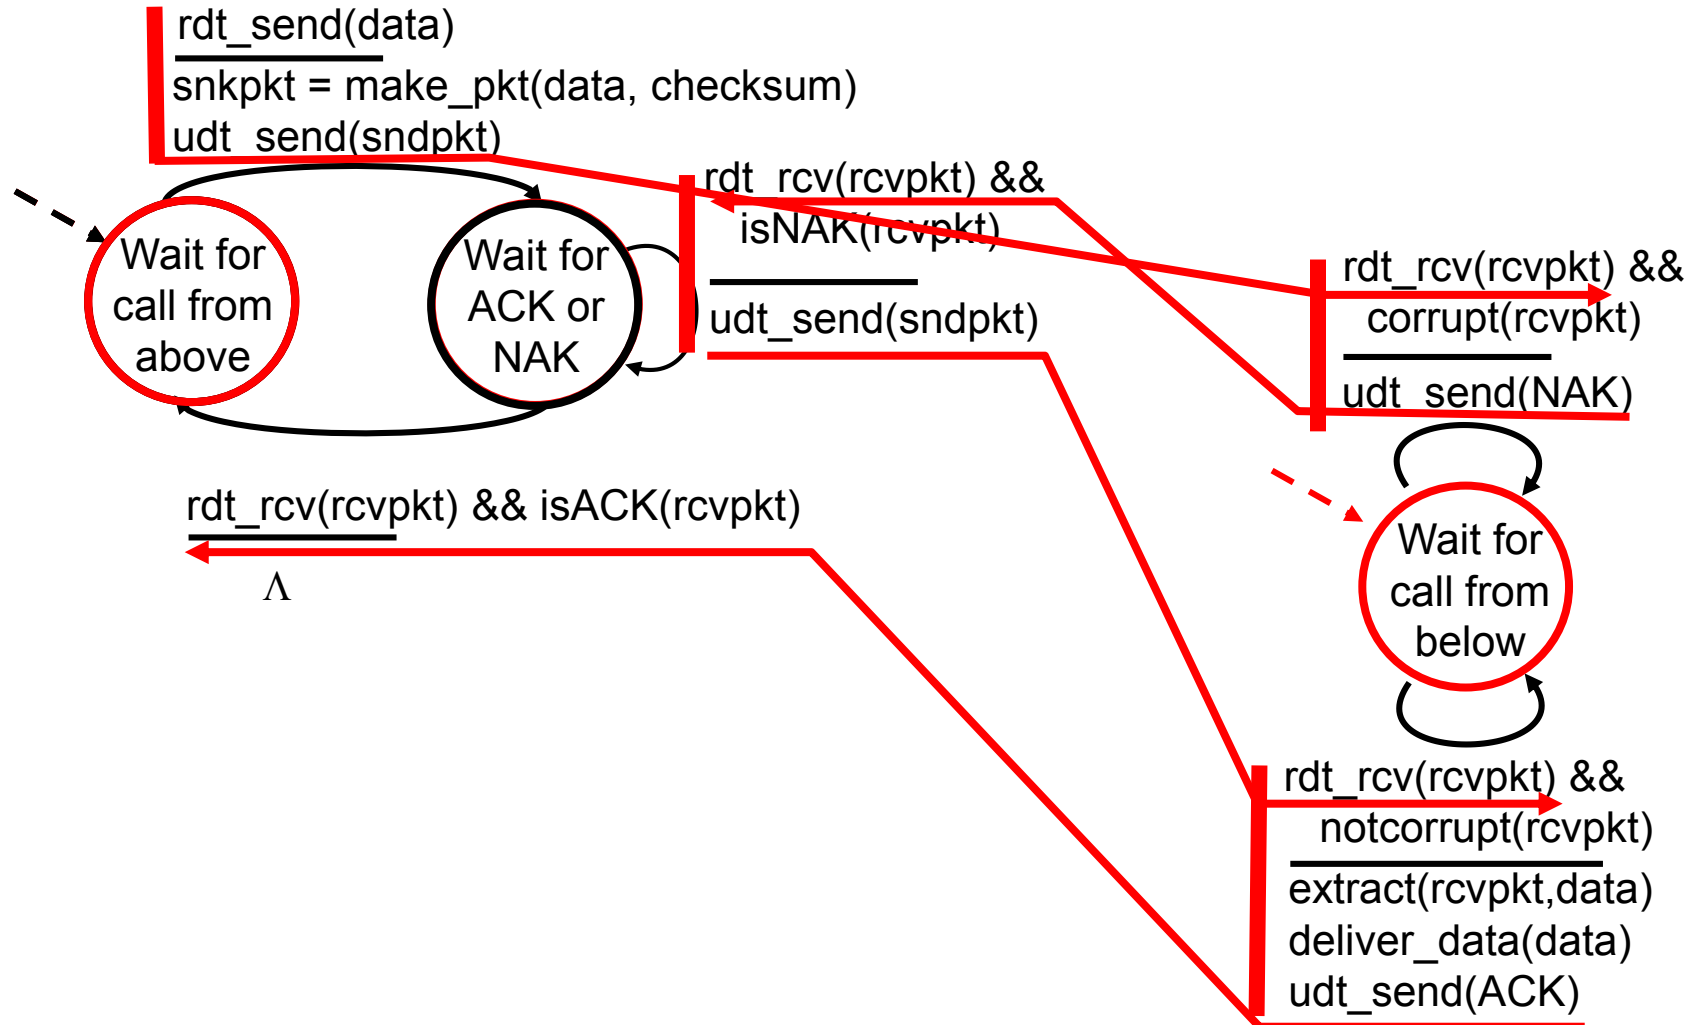 rdt_send(data)
snkpkt = make_pkt(data, checksum)
udt_send(sndpkt)
rdt_rcv(rcvpkt) &&
isNAK(rcvpkt)
udt_send(sndpkt)
Wait for
call from
above
Wait for
ACK or
NAK
rdt_rcv(rcvpkt) && isACK(rcvpkt)
Λ
rdt_rcv(rcvpkt) &&
corrupt(rcvpkt)
udt_send(NAK)
Wait for
call from
below
rdt_rcv(rcvpkt) &&
notcorrupt(rcvpkt)
extract(rcvpkt,data)
deliver_data(data)
udt_send(ACK)